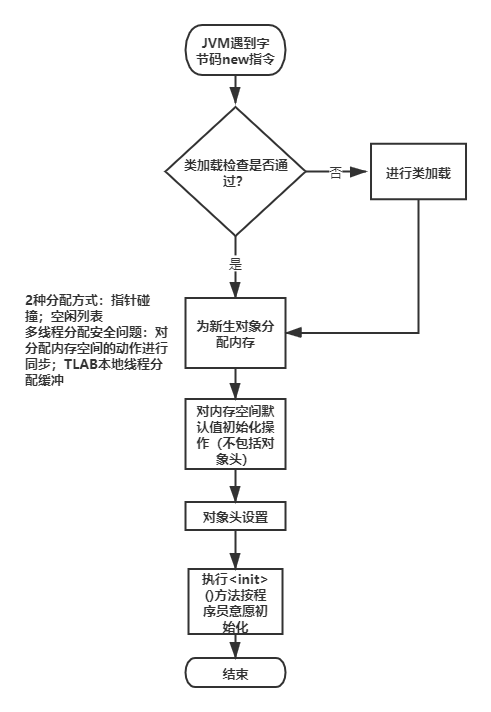 JVM遇到字
节码new指令
类加载检查是否通
过？
否
进行类加载
是
2种分配方式：指针碰
撞；空闲列表
多线程分配安全问题：对
分配内存空间的动作进行
同步；TLAB本地线程分
配缓冲
为新生对象分
配内存
对内存空间默
认值初始化操
作（不包括对
象头）
对象头设置
执行<init>
()方法按程
序员意愿初
始化
结束